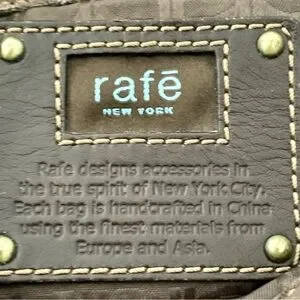 rafē
NEW YORK
Rafe designs accessories in
the true spirit of New York City.
Each bag is handcrafted in China
using the finest materials from
Europe and Asia.